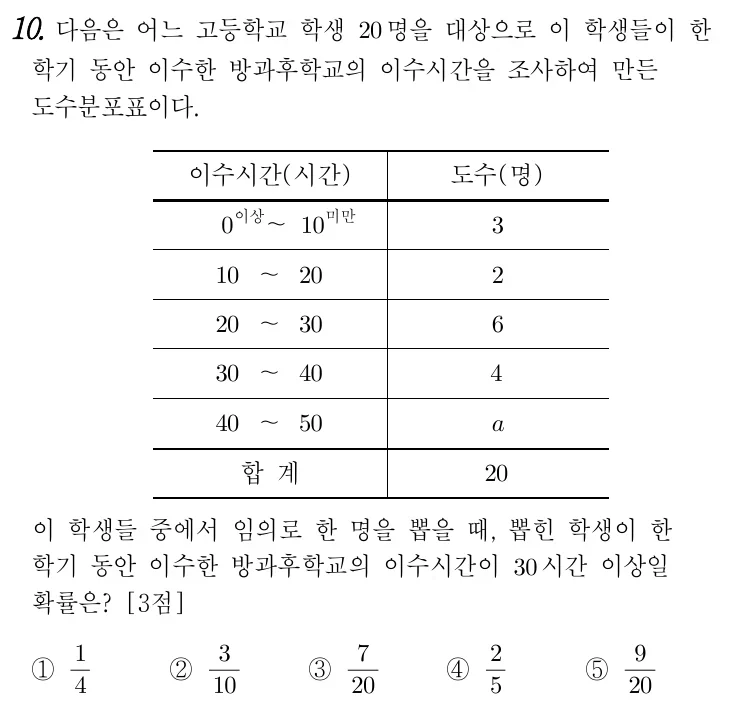 10. 다음은 어느 고등학교 학생 20명을 대상으로 이 학생들이 한
학기 동안 이수한 방과후학교의 이수시간을 조사하여 만든
도수분포표이다.
이수시간(시간) 도수(명)
0이상~ 10미만 3
10 ~ 20 2
20 ~ 30 6
30 ~ 40 4
40 ~ 50 a
합 계 20
이 학생들 중에서 임의로 한 명을 뽑을 때, 뽑힌 학생이 한
학기 동안 이수한 방과후학교의 이수시간이 30시간 이상일
확률은? [3점]
① 1/4 ② 3/10 ③ 7/20 ④ 2/5 ⑤ 9/20